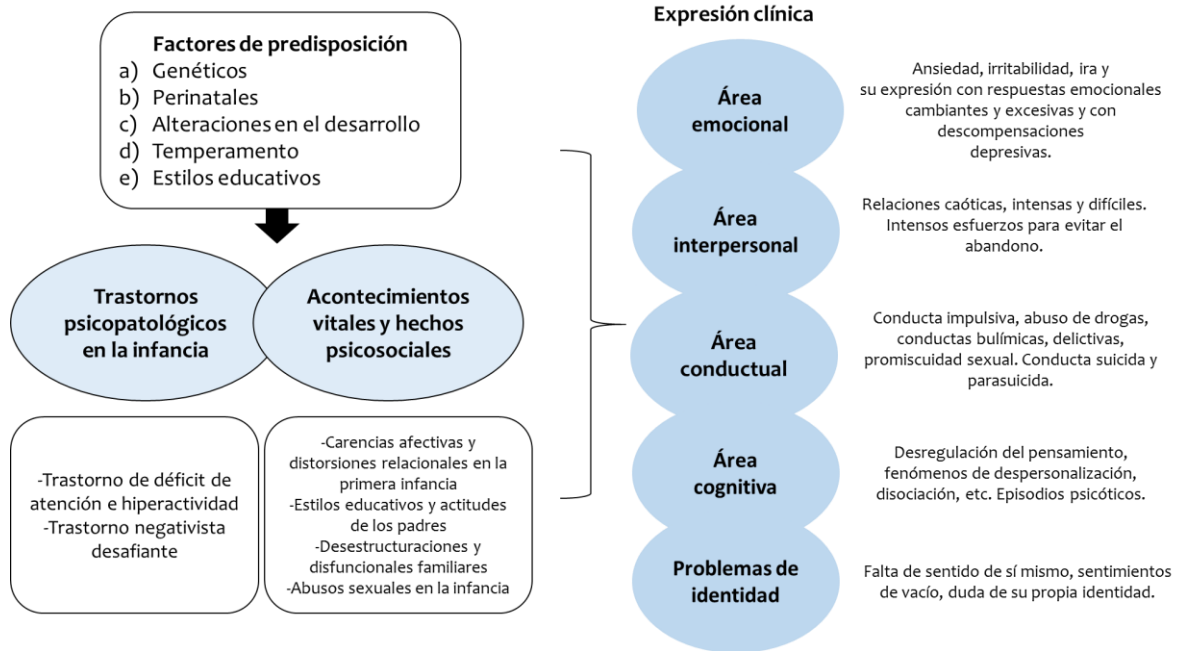 Factores de predisposición
a) Genéticos
b) Perinatales
c) Alteraciones en el desarrollo
d) Temperamento
e) Estilos educativos
Trastornos
psicopatológicos
en la infancia
Acontecimientos
vitales y hechos
psicosociales
-Trastorno de déficit de
atención e hiperactividad
-Trastorno negativista
desafiante
-Carencias afectivas y
distorsiones relacionales en la
primera infancia
-Estilos educativos y actitudes
de los padres
-Desestructuraciones y
disfuncionales familiares
-Abusos sexuales en la infancia
Expresión clínica
Área
emocional
Ansiedad, irritabilidad, ira y
su expresión con respuestas emocionales
cambiantes y excesivas y con
descompensaciones
depresivas.
Área
interpersonal
Relaciones caóticas, intensas y difíciles.
Intensos esfuerzos para evitar el
abandono.
Área
conductual
Conducta impulsiva, abuso de drogas,
conductas bulímicas, delictivas,
promiscuidad sexual. Conducta suicida y
parasuicida.
Área
cognitiva
Desregulación del pensamiento,
fenómenos de despersonalización,
disociación, etc. Episodios psicóticos.
Problemas de
identidad
Falta de sentido de sí mismo, sentimientos
de vacío, duda de su propia identidad.